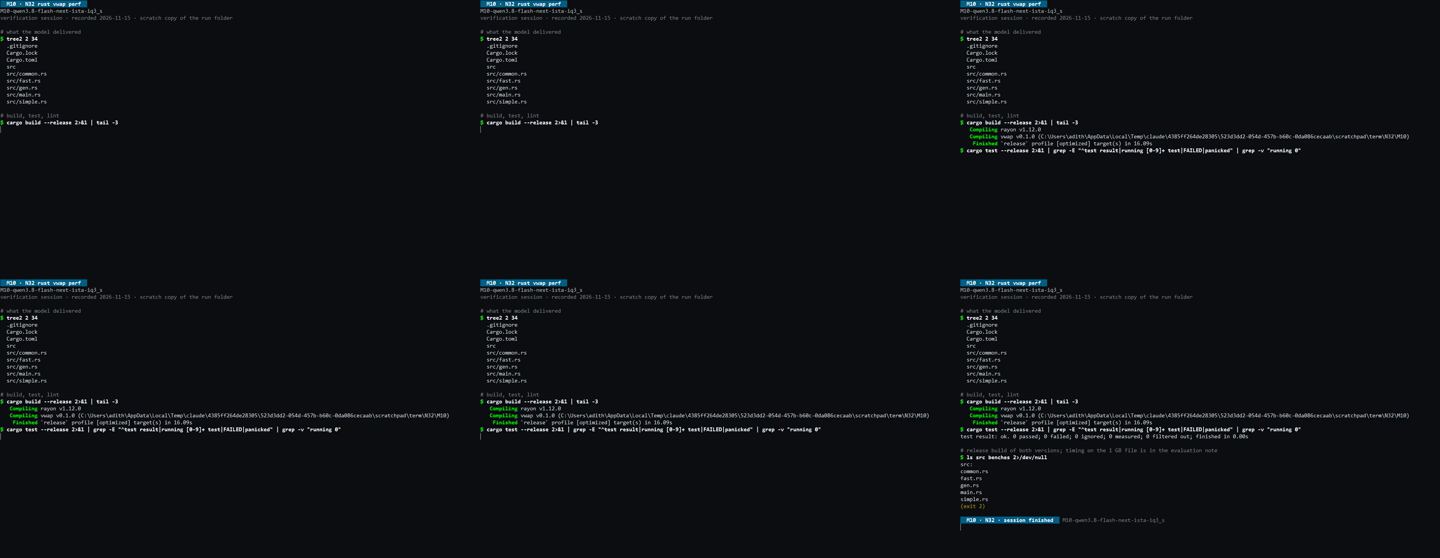 M10 · N32 rust vwap perf
M10-qwen3.8-flash-next-ista-iq3_s
verification session - recorded 2026-11-15 - scratch copy of the run folder
# what the model delivered
$ tree2 2 34
.gitignore
Cargo.lock
Cargo.toml
src
src/common.rs
src/fast.rs
src/gen.rs
src/main.rs
src/simple.rs
# build, test, lint
$ cargo build --release 2>&1 | tail -3
M10 · N32 rust vwap perf
M10-qwen3.8-flash-next-ista-iq3_s
verification session - recorded 2026-11-15 - scratch copy of the run folder
# what the model delivered
$ tree2 2 34
.gitignore
Cargo.lock
Cargo.toml
src
src/common.rs
src/fast.rs
src/gen.rs
src/main.rs
src/simple.rs
# build, test, lint
$ cargo build --release 2>&1 | tail -3
M10 · N32 rust vwap perf
M10-qwen3.8-flash-next-ista-iq3_s
verification session - recorded 2026-11-15 - scratch copy of the run folder
# what the model delivered
$ tree2 2 34
.gitignore
Cargo.lock
Cargo.toml
src
src/common.rs
src/fast.rs
src/gen.rs
src/main.rs
src/simple.rs
# build, test, lint
$ cargo build --release 2>&1 | tail -3
Compiling rayon v1.12.0
Compiling vwap v0.1.0 (C:\Users\adith\AppData\Local\Temp\claude\4385ff264de28305\523d3dd2-054d-457b-b60c-0da086cecaab\scratchpad\term\N32\M10)
Finished `release` profile [optimized] target(s) in 16.09s
$ cargo test --release 2>&1 | grep -E "^test result|running [0-9]+ test|FAILED|panicked" | grep -v "running 0"
M10 · N32 rust vwap perf
M10-qwen3.8-flash-next-ista-iq3_s
verification session - recorded 2026-11-15 - scratch copy of the run folder
# what the model delivered
$ tree2 2 34
.gitignore
Cargo.lock
Cargo.toml
src
src/common.rs
src/fast.rs
src/gen.rs
src/main.rs
src/simple.rs
# build, test, lint
$ cargo build --release 2>&1 | tail -3
Compiling rayon v1.12.0
Compiling vwap v0.1.0 (C:\Users\adith\AppData\Local\Temp\claude\4385ff264de28305\523d3dd2-054d-457b-b60c-0da086cecaab\scratchpad\term\N32\M10)
Finished `release` profile [optimized] target(s) in 16.09s
$ cargo test --release 2>&1 | grep -E "^test result|running [0-9]+ test|FAILED|panicked" | grep -v "running 0"
M10 · N32 rust vwap perf
M10-qwen3.8-flash-next-ista-iq3_s
verification session - recorded 2026-11-15 - scratch copy of the run folder
# what the model delivered
$ tree2 2 34
.gitignore
Cargo.lock
Cargo.toml
src
src/common.rs
src/fast.rs
src/gen.rs
src/main.rs
src/simple.rs
# build, test, lint
$ cargo build --release 2>&1 | tail -3
Compiling rayon v1.12.0
Compiling vwap v0.1.0 (C:\Users\adith\AppData\Local\Temp\claude\4385ff264de28305\523d3dd2-054d-457b-b60c-0da086cecaab\scratchpad\term\N32\M10)
Finished `release` profile [optimized] target(s) in 16.09s
$ cargo test --release 2>&1 | grep -E "^test result|running [0-9]+ test|FAILED|panicked" | grep -v "running 0"
M10 · N32 rust vwap perf
M10-qwen3.8-flash-next-ista-iq3_s
verification session - recorded 2026-11-15 - scratch copy of the run folder
# what the model delivered
$ tree2 2 34
.gitignore
Cargo.lock
Cargo.toml
src
src/common.rs
src/fast.rs
src/gen.rs
src/main.rs
src/simple.rs
# build, test, lint
$ cargo build --release 2>&1 | tail -3
Compiling rayon v1.12.0
Compiling vwap v0.1.0 (C:\Users\adith\AppData\Local\Temp\claude\4385ff264de28305\523d3dd2-054d-457b-b60c-0da086cecaab\scratchpad\term\N32\M10)
Finished `release` profile [optimized] target(s) in 16.09s
$ cargo test --release 2>&1 | grep -E "^test result|running [0-9]+ test|FAILED|panicked" | grep -v "running 0"
test result: ok. 0 passed; 0 failed; 0 ignored; 0 measured; 0 filtered out; finished in 0.00s
# release build of both versions; timing on the 1 GB file is in the evaluation note
$ ls src benches 2>/dev/null
src:
common.rs
fast.rs
gen.rs
main.rs
simple.rs
(exit 2)
M10 · N32 · session finished M10-qwen3.8-flash-next-ista-iq3_s